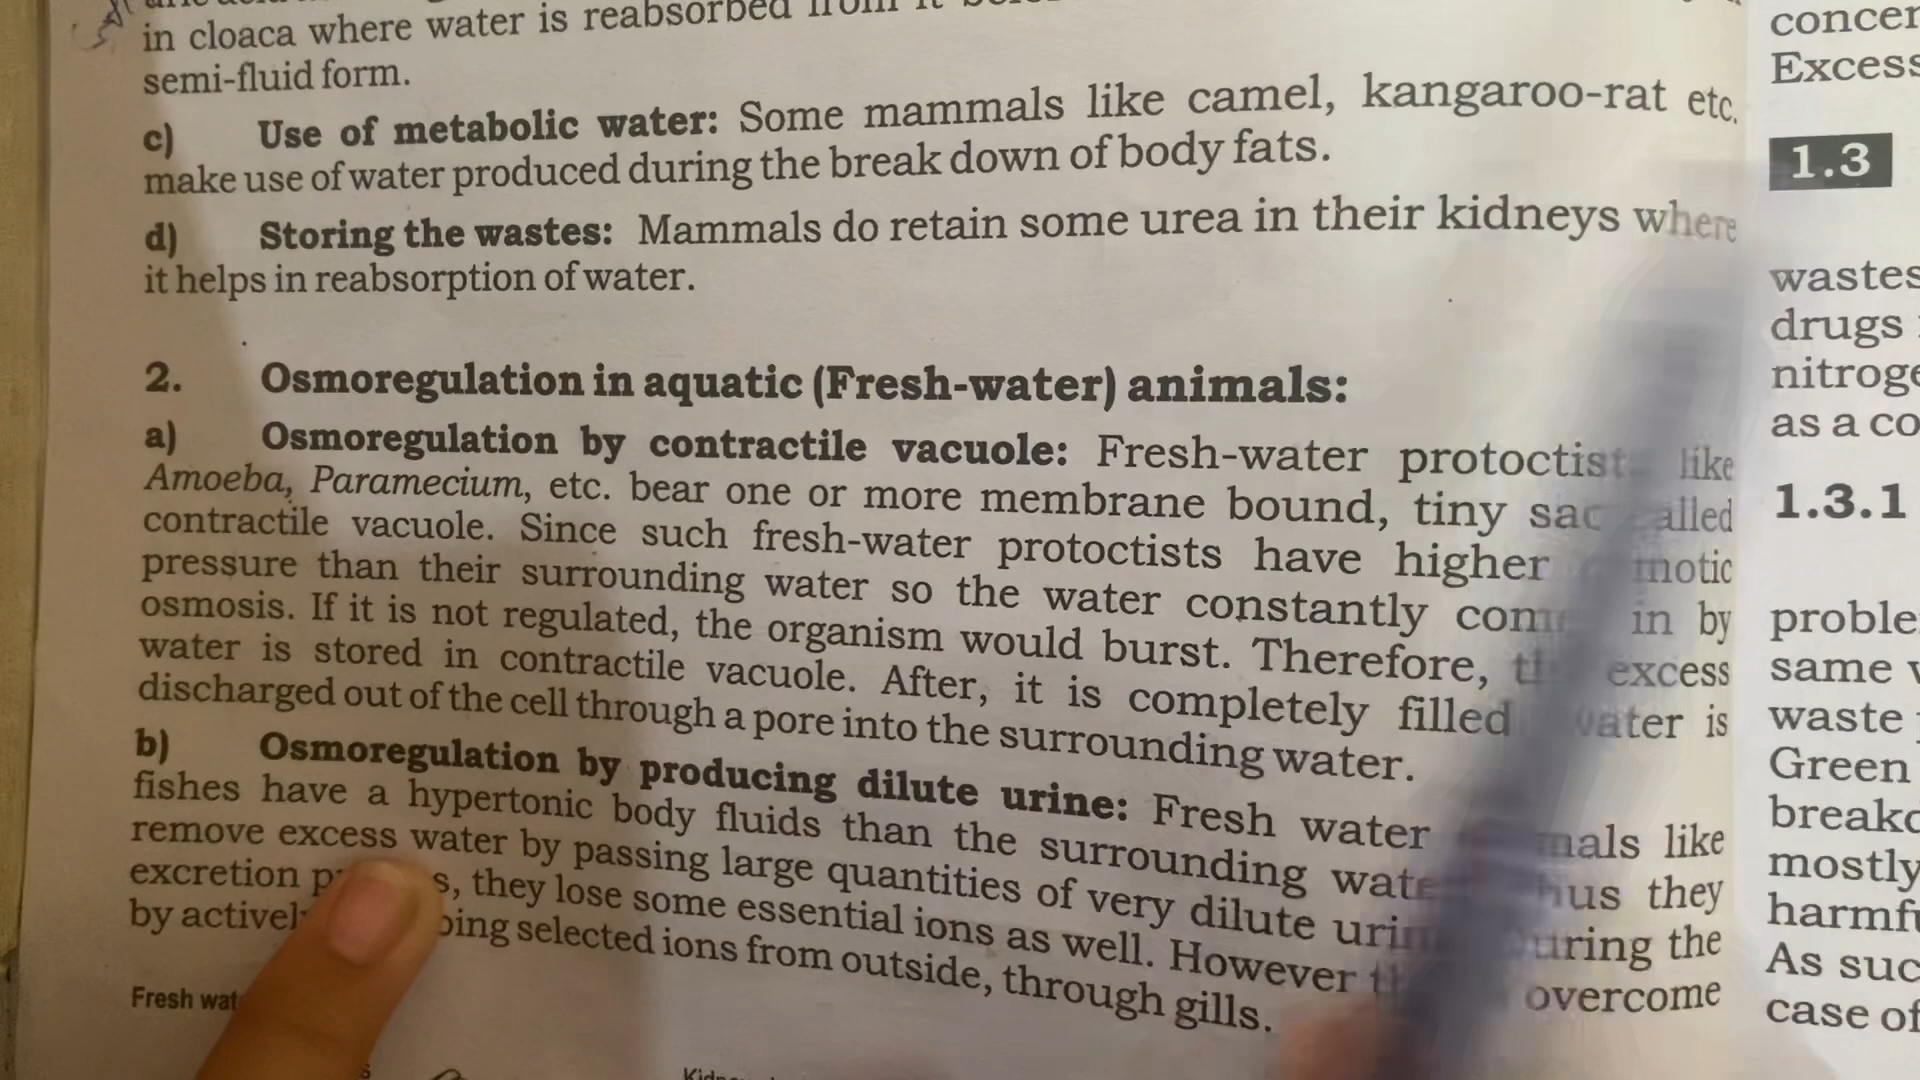 in cloaca where water is reabsorbed from it
semi-fluid form.
c) Use of metabolic water: Some mammals like camel, kangaroo-rat etc.
make use of water produced during the break down of body fats.
d) Storing the wastes: Mammals do retain some urea in their kidneys where
it helps in reabsorption of water.
2. Osmoregulation in aquatic (Fresh-water) animals:
a) Osmoregulation by contractile vacuole: Fresh-water protoctist like
Amoeba, Paramecium, etc. bear one or more membrane bound, tiny sac alled
contractile vacuole. Since such fresh-water protoctists have higher motic
pressure than their surrounding water so the water constantly com in by
osmosis. If it is not regulated, the organism would burst. Therefore, excess
water is stored in contractile vacuole. After, it is completely filled water is
discharged out of the cell through a pore into the surrounding water.
b) Osmoregulation by producing dilute urine: Fresh water mals like
fishes have a hypertonic body fluids than the surrounding wate hus they
remove excess water by passing large quantities of very dilute urin uring the
excretion s, they lose some essential ions as well. However overcome
by activel bing selected ions from outside, through gills.
Fresh wat
concer
Excess
1.3
wastes
drugs
nitroge
as a co
1.3.1
proble
same
waste
Green
breakd
mostly
harmfu
As suc
case of